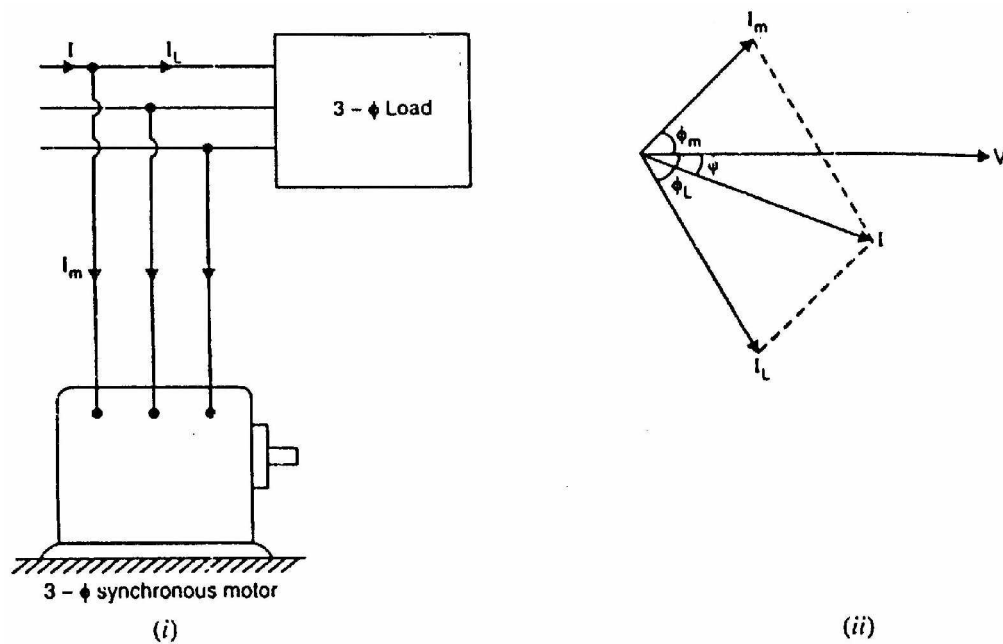 I
I_L
3 - ϕ Load
I_m
3 - ϕ synchronous motor
(i)
I_m
ϕ_m
V
ψ
ϕ_L
I
I_L
(ii)